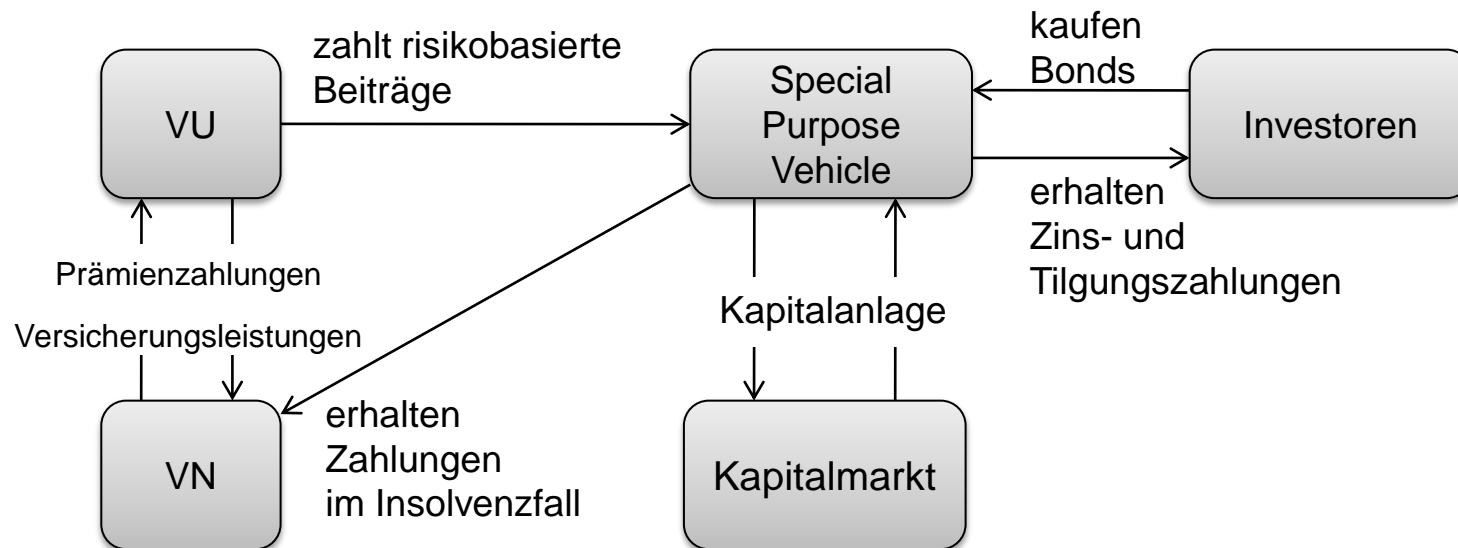 zahlt risikobasierte
Beiträge
kaufen
Bonds
VU
Special
Purpose
Vehicle
Investoren
erhalten
Zins- und
Tilgungszahlungen
Prämienzahlungen
Versicherungsleistungen
Kapitalanlage
erhalten
Zahlungen
im Insolvenzfall
VN
Kapitalmarkt